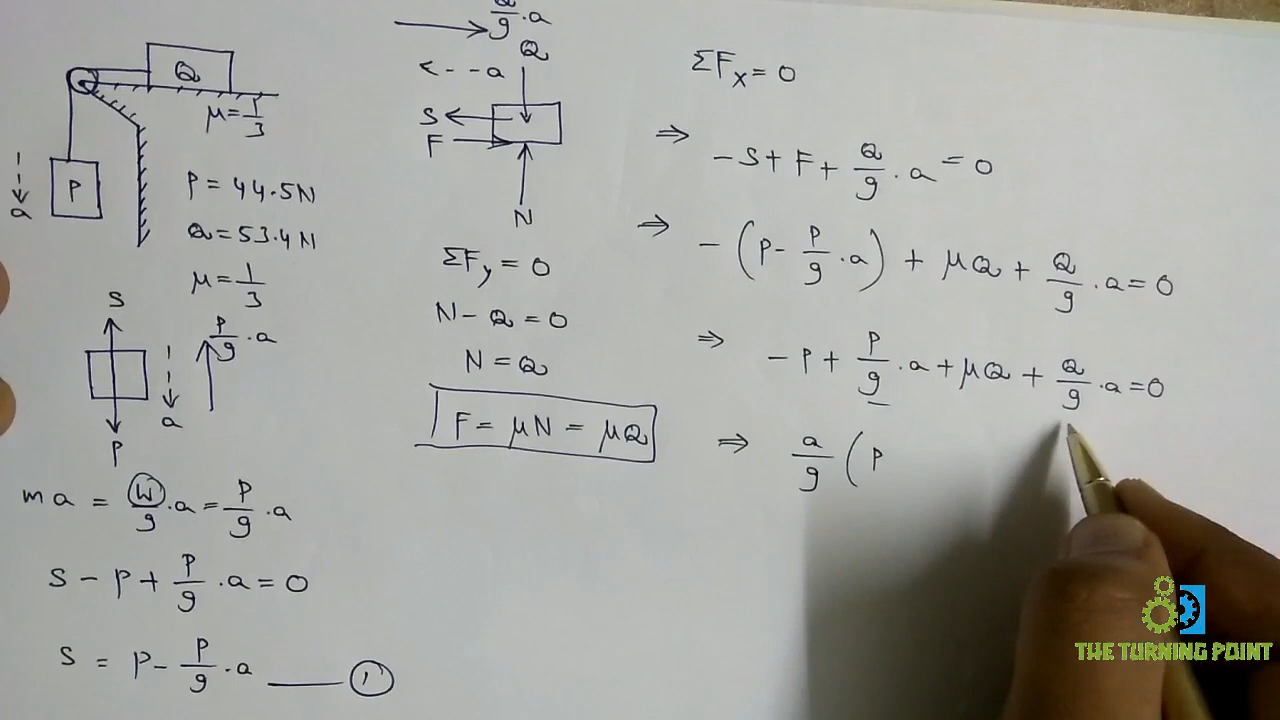 Q
μ = 1/3
P
a
P = 44.5N
Q = 53.4N
μ = 1/3
S
P/g . a
a
P
ma = W/g . a = P/g . a
S - P + P/g . a = 0
S = P - P/g . a —— 1
Q/g . a
Q
<--a
S
F
N
ΣFy = 0
N - Q = 0
N = Q
F = μN = μQ
ΣFx = 0
⇒ -S + F + Q/g . a = 0
⇒ -(P - P/g . a) + μQ + Q/g . a = 0
⇒ -P + P/g . a + μQ + Q/g . a = 0
⇒ a/g (P
THE TURNING POINT